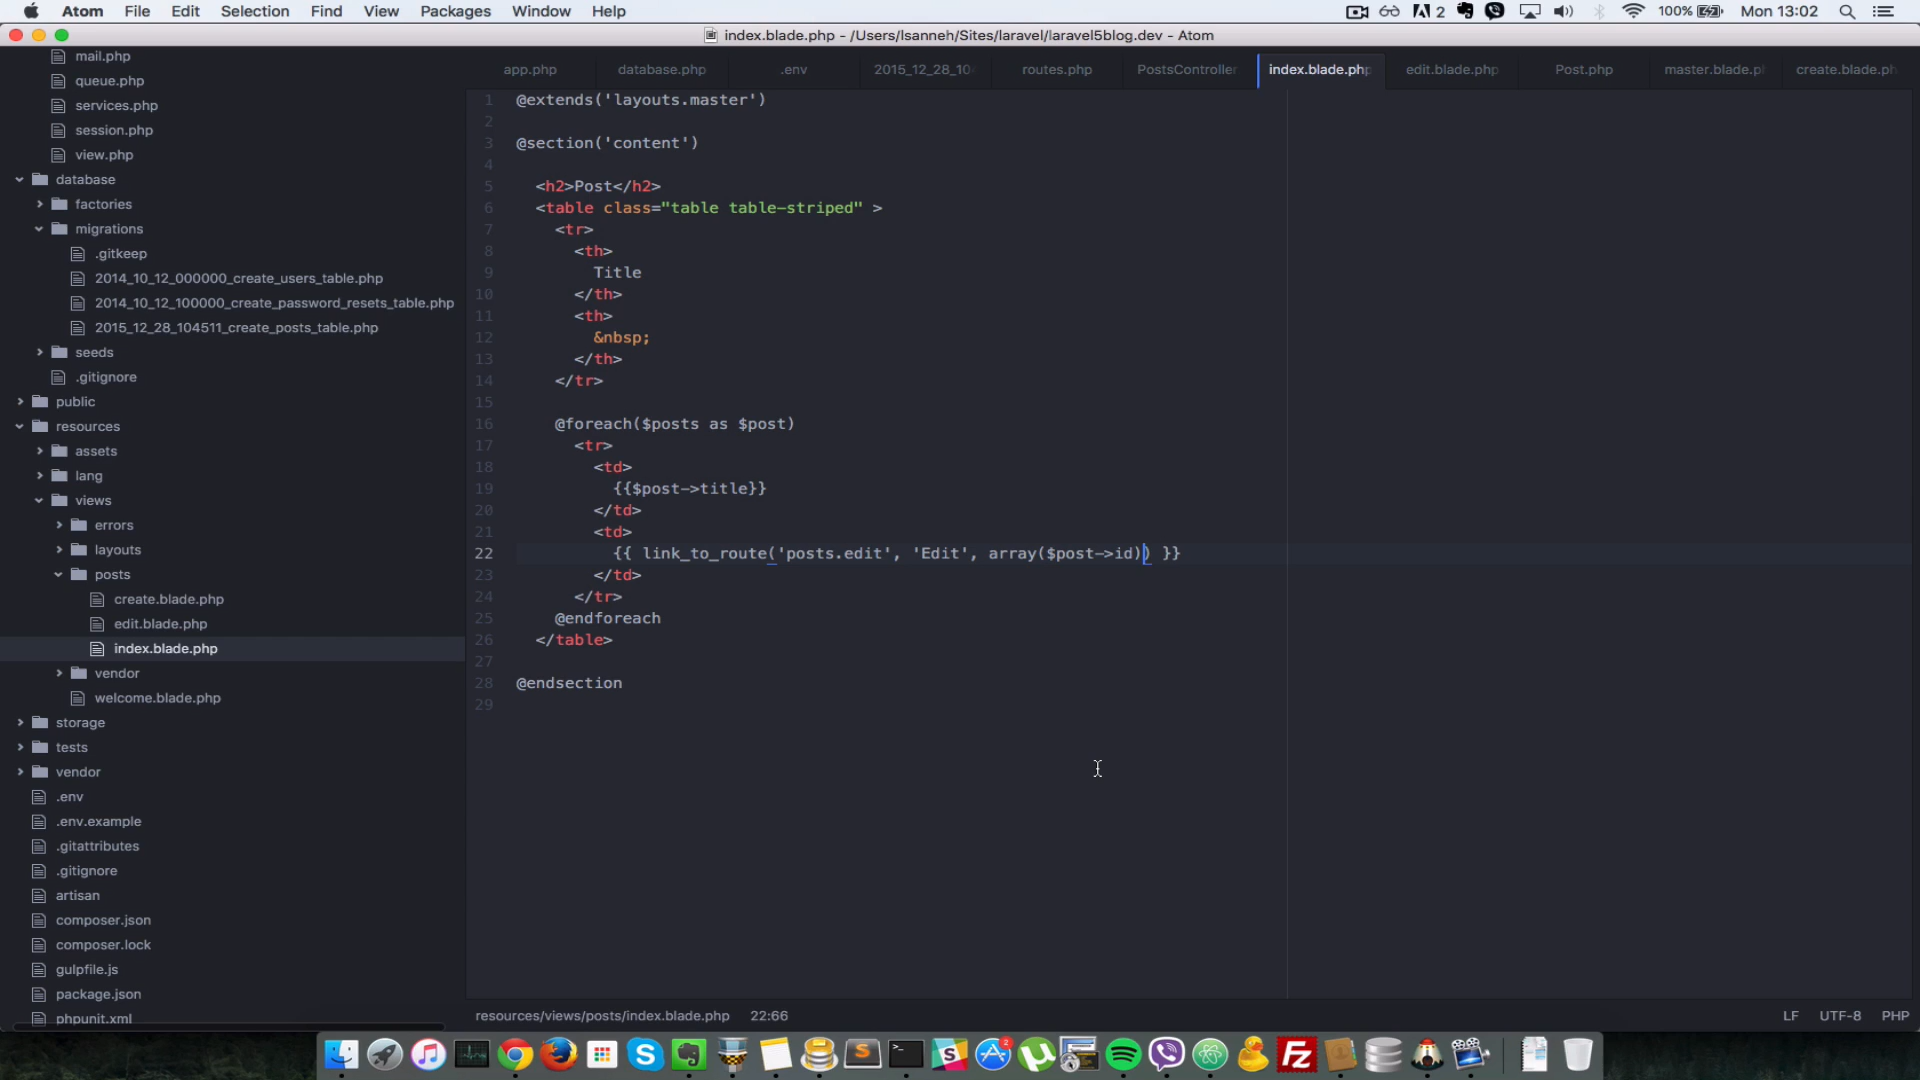 Atom File Edit Selection Find View Packages Window Help 2 100% Mon 13:02
index.blade.php - /Users/lsanneh/Sites/laravel/laravel5blog.dev - Atom
mail.php
queue.php
services.php
session.php
view.php
database
factories
migrations
.gitkeep
2014_10_12_000000_create_users_table.php
2014_10_12_100000_create_password_resets_table.php
2015_12_28_104511_create_posts_table.php
seeds
.gitignore
public
resources
assets
lang
views
errors
layouts
posts
create.blade.php
edit.blade.php
index.blade.php
vendor
welcome.blade.php
storage
tests
vendor
.env
.env.example
.gitattributes
.gitignore
artisan
composer.json
composer.lock
gulpfile.js
package.json
phpunit.xml
app.php database.php .env 2015_12_28_10 routes.php PostsController index.blade.php edit.blade.php Post.php master.blade.p create.blade.ph
1 @extends('layouts.master')
2
3 @section('content')
4
5 <h2>Post</h2>
6 <table class="table table-striped" >
7 <tr>
8 <th>
9 Title
10 </th>
11 <th>
12 &nbsp;
13 </th>
14 </tr>
15
16 @foreach($posts as $post)
17 <tr>
18 <td>
19 {{$post->title}}
20 </td>
21 <td>
22 {{ link_to_route('posts.edit', 'Edit', array($post->id)) }}
23 </td>
24 </tr>
25 @endforeach
26 </table>
27
28 @endsection
29
resources/views/posts/index.blade.php 22:66 LF UTF-8 PHP
2